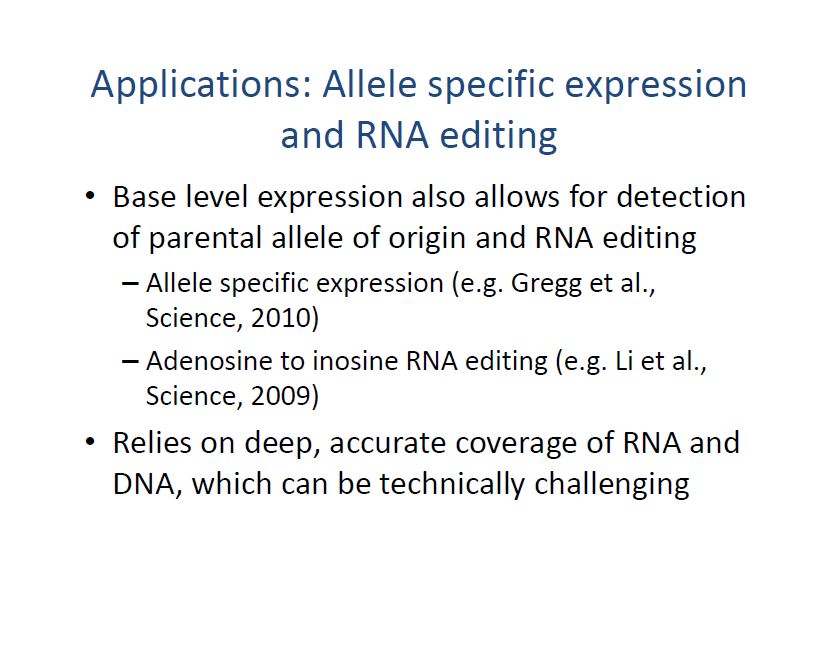 Applications: Allele specific expression
and RNA editing
• Base level expression also allows for detection
of parental allele of origin and RNA editing
– Allele specific expression (e.g. Gregg et al.,
Science, 2010)
– Adenosine to inosine RNA editing (e.g. Li et al.,
Science, 2009)
• Relies on deep, accurate coverage of RNA and
DNA, which can be technically challenging